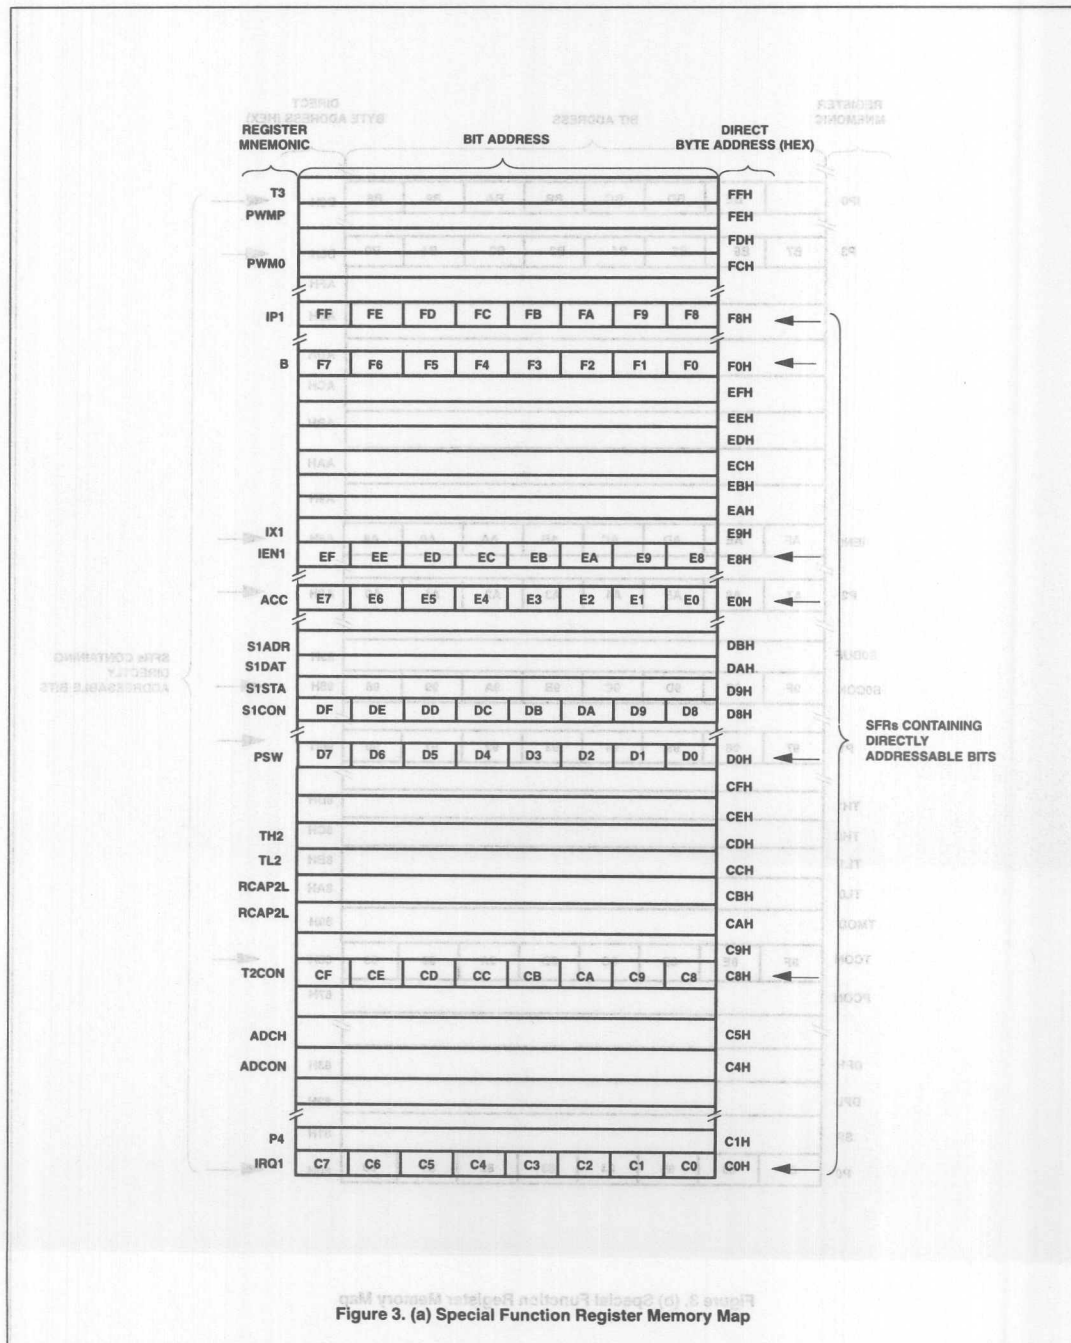 REGISTER MNEMONIC
BIT ADDRESS
DIRECT BYTE ADDRESS (HEX)
T3 FFH
PWMP FEH
FDH
PWM0 FCH
IP1 FF FE FD FC FB FA F9 F8 F8H
B F7 F6 F5 F4 F3 F2 F1 F0 F0H
EFH
EEH
EDH
ECH
EBH
EAH
IX1 E9H
IEN1 EF EE ED EC EB EA E9 E8 E8H
ACC E7 E6 E5 E4 E3 E2 E1 E0 E0H
S1ADR DBH
S1DAT DAH
S1STA D9H
S1CON DF DE DD DC DB DA D9 D8 D8H
PSW D7 D6 D5 D4 D3 D2 D1 D0 D0H
CFH
CEH
TH2 CDH
TL2 CCH
RCAP2L CBH
RCAP2L CAH
C9H
T2CON CF CE CD CC CB CA C9 C8 C8H
ADCH C5H
ADCON C4H
P4 C1H
IRQ1 C7 C6 C5 C4 C3 C2 C1 C0 C0H
SFRs CONTAINING
DIRECTLY
ADDRESSABLE BITS
Figure 3. (a) Special Function Register Memory Map